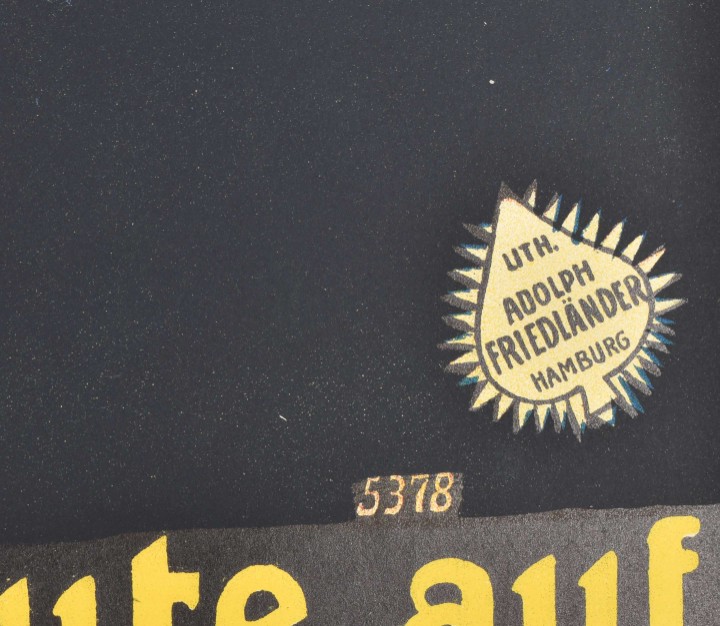 LITH.
ADOLPH
FRIEDLÄNDER
HAMBURG
5378
ute auf